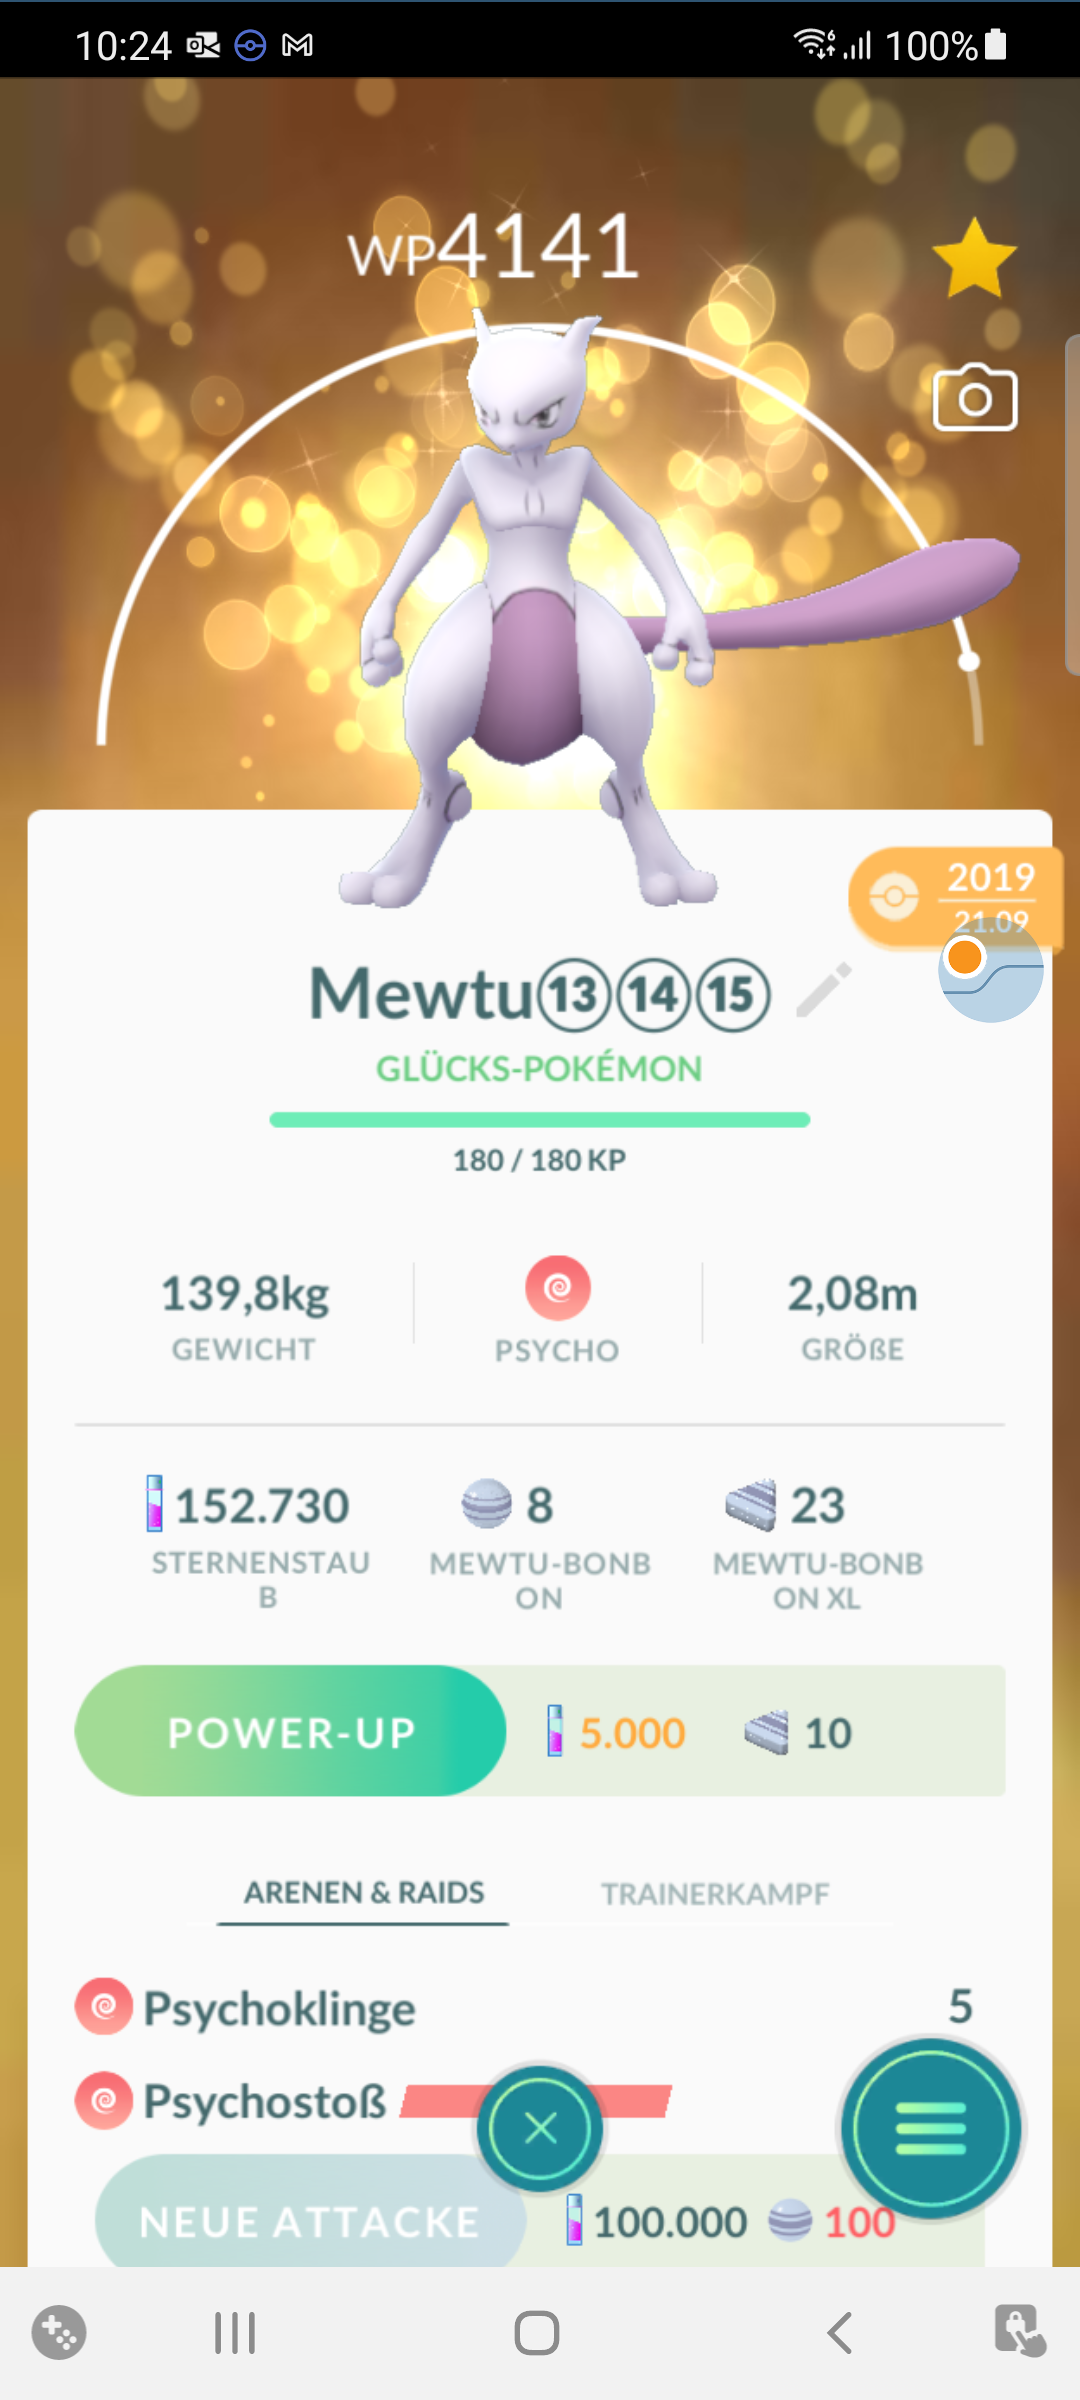 10:24
100%
WP4141
2019
21.09
Mewtu⑬⑭⑮
GLÜCKS-POKÉMON
180 / 180 KP
139,8kg
GEWICHT
PSYCHO
2,08m
GRÖßE
152.730
STERNENSTAU
B
8
MEWTU-BONB
ON
23
MEWTU-BONB
ON XL
POWER-UP
5.000
10
ARENEN & RAIDS
TRAINERKAMPF
Psychoklinge
5
Psychostoß
NEUE ATTACKE
100.000
100